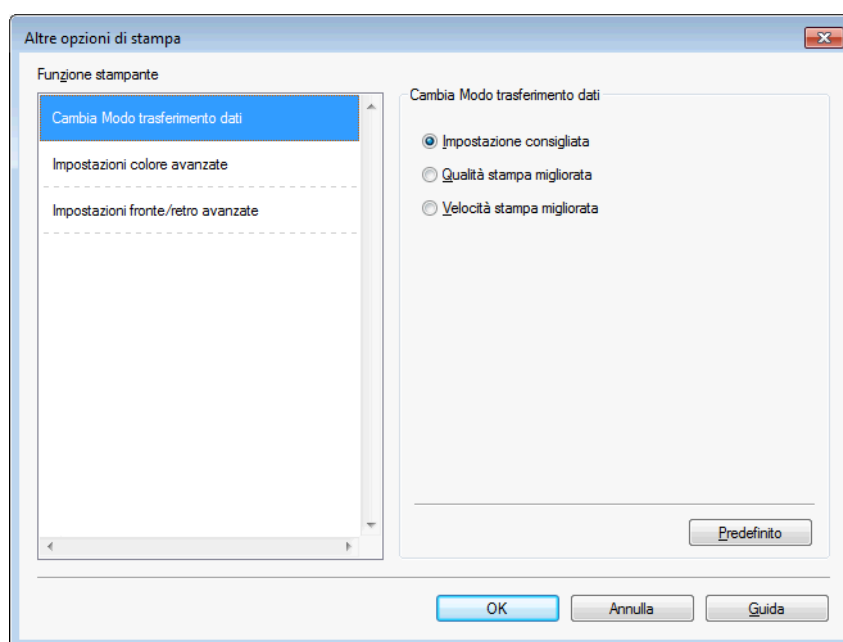 Altre opzioni di stampa
Funzione stampante
Cambia Modo trasferimento dati
Impostazioni colore avanzate
Impostazioni fronte/retro avanzate
Cambia Modo trasferimento dati
Impostazione consigliata
Qualità stampa migliorata
Velocità stampa migliorata
Predefinito
OK
Annulla
Guida